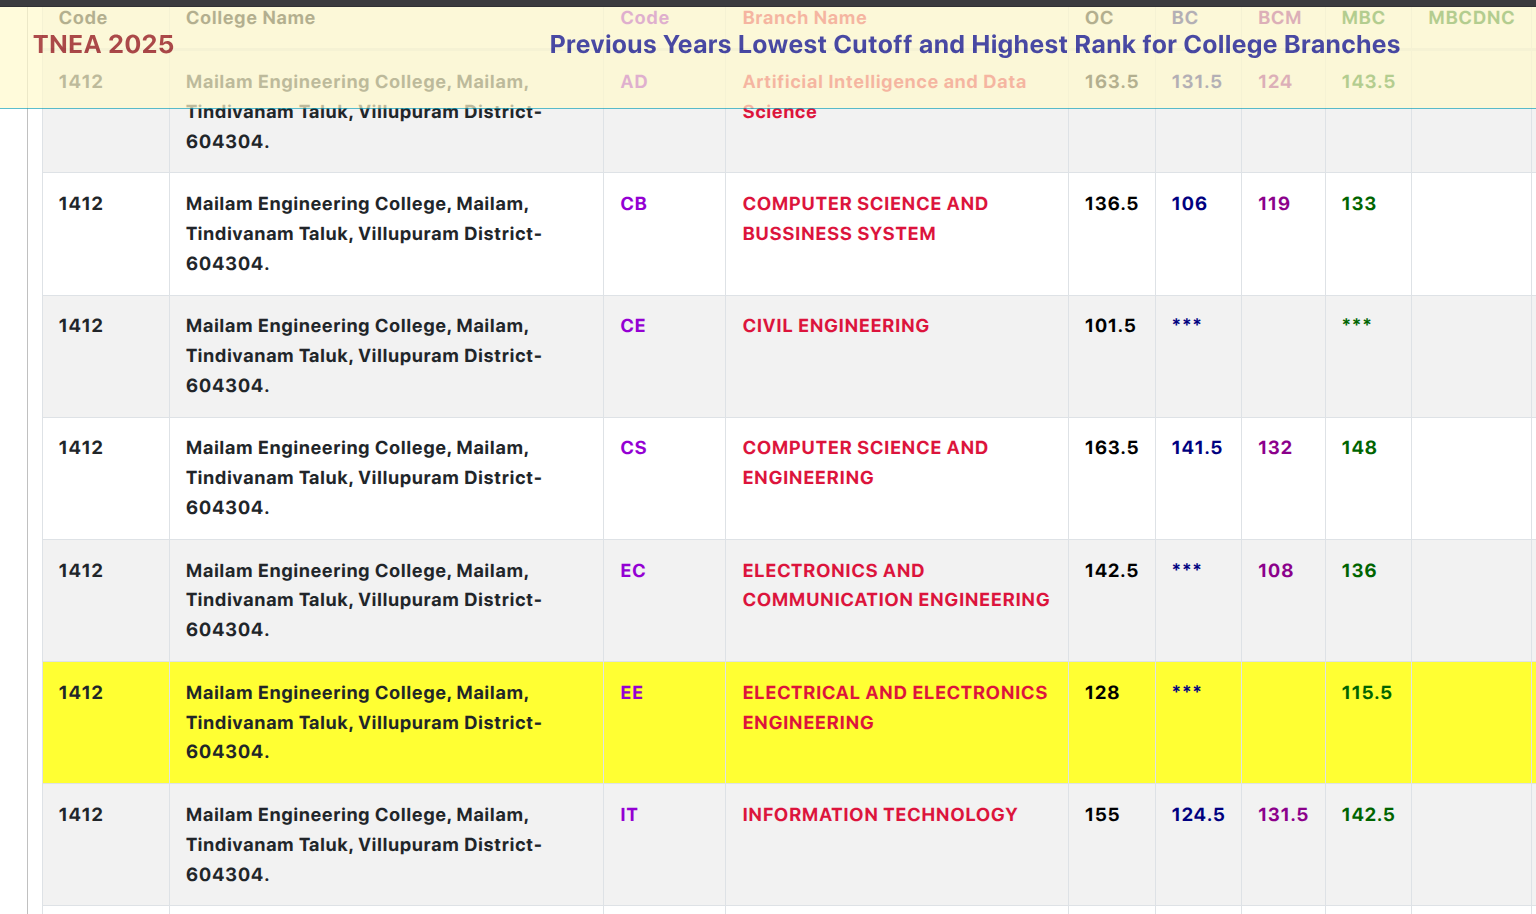 Code College Name Code Branch Name OC BC BCM MBC MBCDNC
TNEA 2025 Previous Years Lowest Cutoff and Highest Rank for College Branches
1412 Mailam Engineering College, Mailam, AD Artificial Intelligence and Data 163.5 131.5 124 143.5
Tindivanam Taluk, Villupuram District- Science
604304.
1412 Mailam Engineering College, Mailam, CB COMPUTER SCIENCE AND 136.5 106 119 133
Tindivanam Taluk, Villupuram District- BUSSINESS SYSTEM
604304.
1412 Mailam Engineering College, Mailam, CE CIVIL ENGINEERING 101.5 *** ***
Tindivanam Taluk, Villupuram District-
604304.
1412 Mailam Engineering College, Mailam, CS COMPUTER SCIENCE AND 163.5 141.5 132 148
Tindivanam Taluk, Villupuram District- ENGINEERING
604304.
1412 Mailam Engineering College, Mailam, EC ELECTRONICS AND 142.5 *** 108 136
Tindivanam Taluk, Villupuram District- COMMUNICATION ENGINEERING
604304.
1412 Mailam Engineering College, Mailam, EE ELECTRICAL AND ELECTRONICS 128 *** 115.5
Tindivanam Taluk, Villupuram District- ENGINEERING
604304.
1412 Mailam Engineering College, Mailam, IT INFORMATION TECHNOLOGY 155 124.5 131.5 142.5
Tindivanam Taluk, Villupuram District-
604304.